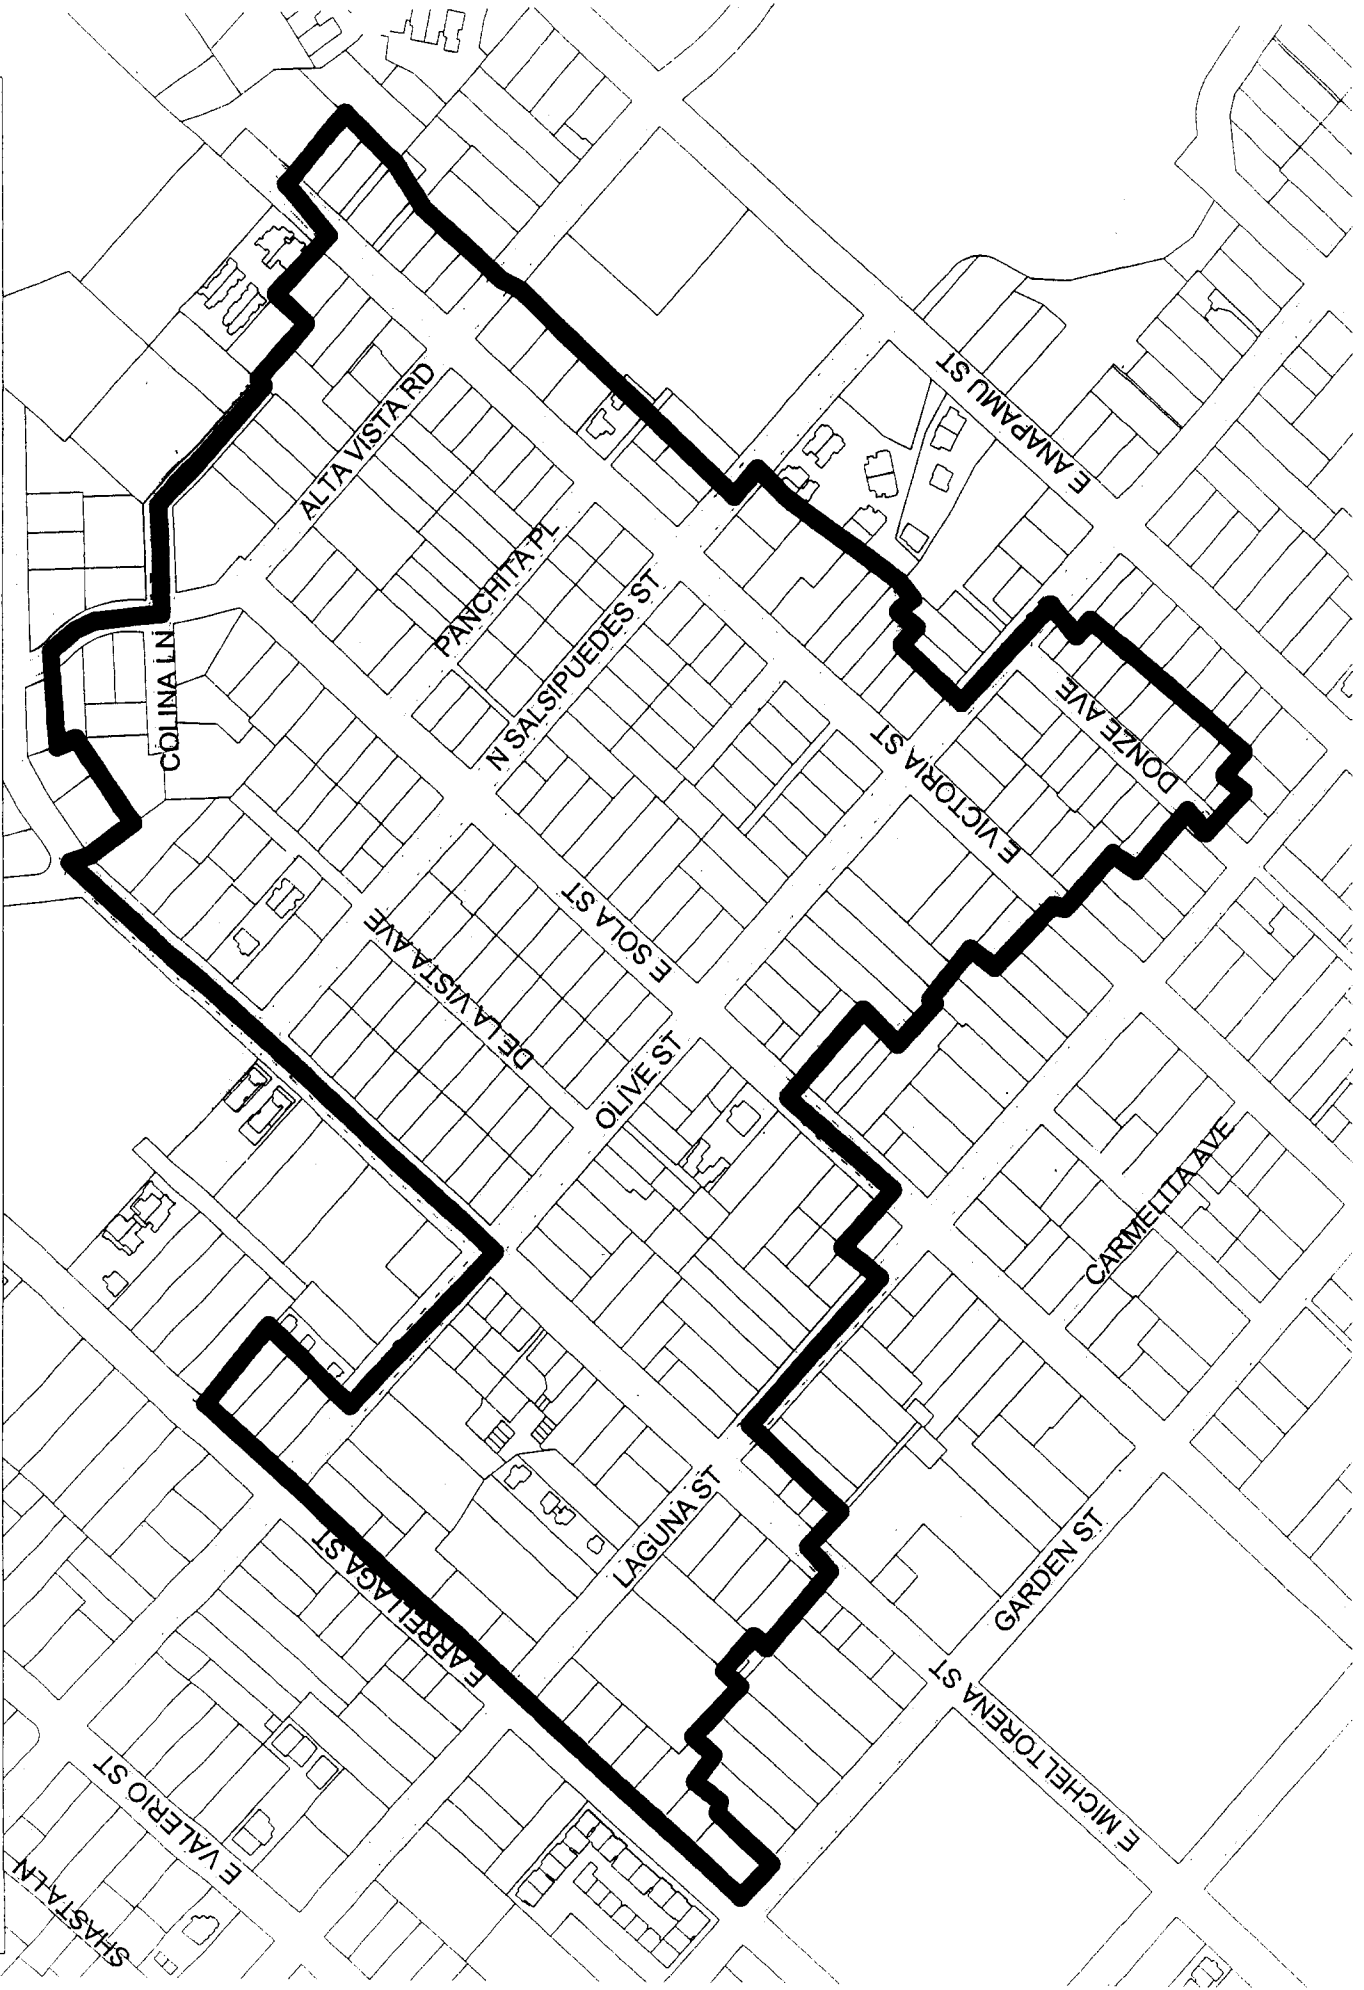 ALTA VISTA RD
E ANAPAMU ST
PANCHITA PL
N SALSIPUEDES ST
COLINA LN
DONZE AVE
E VICTORIA ST
E SOLA ST
DE LA VISTA AVE
OLIVE ST
CARMELITA AVE
LAGUNA ST
GARDEN ST
E ARRELLAGA ST
E MICHELTORENA ST
E VALERIO ST
SHASTA LN